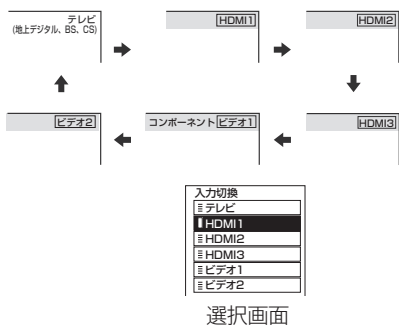 テレビ
(地上デジタル、BS、CS)
HDMI1
HDMI2
ビデオ2
コンポーネント ビデオ1
HDMI3
入力切換
テレビ
HDMI1
HDMI2
HDMI3
ビデオ1
ビデオ2
選択画面